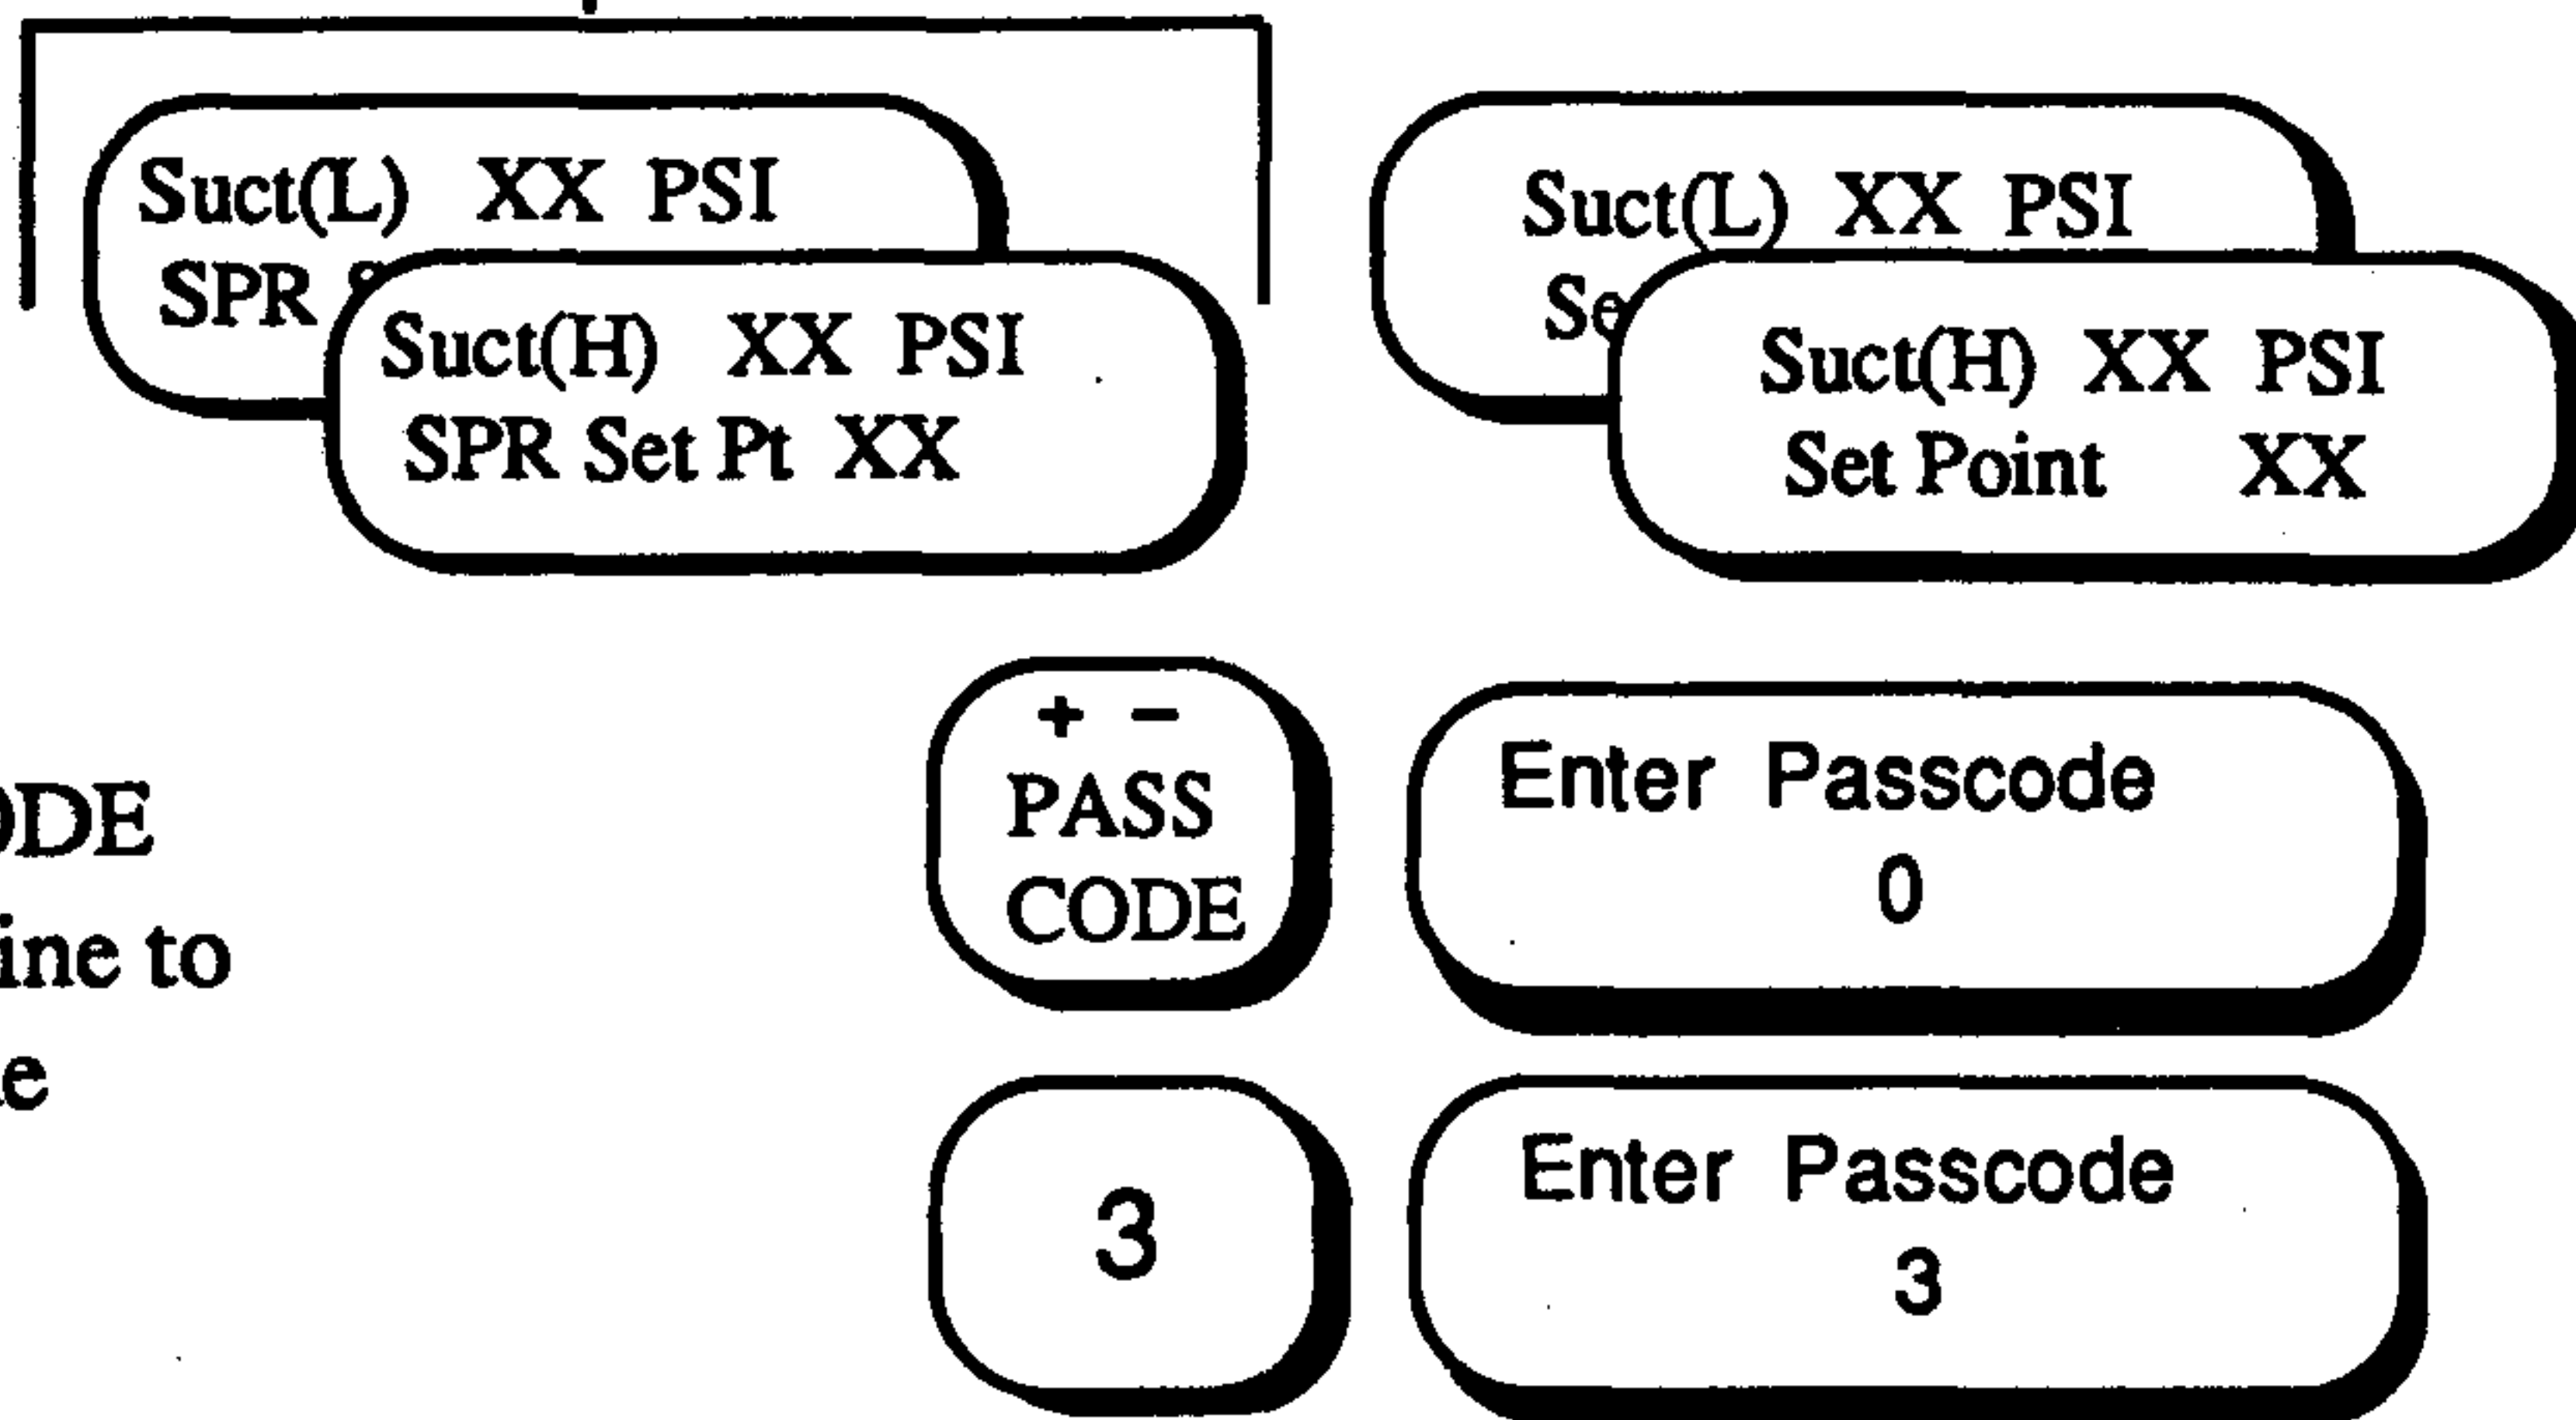 Suct(L) XX PSI
SPR
Suct(H) XX PSI
SPR Set Pt XX
Suct(L) XX PSI
Suct(H) XX PSI
Set Point XX
ine to
+ −
PASS
CODE
Enter Passcode
0
3
Enter Passcode
3